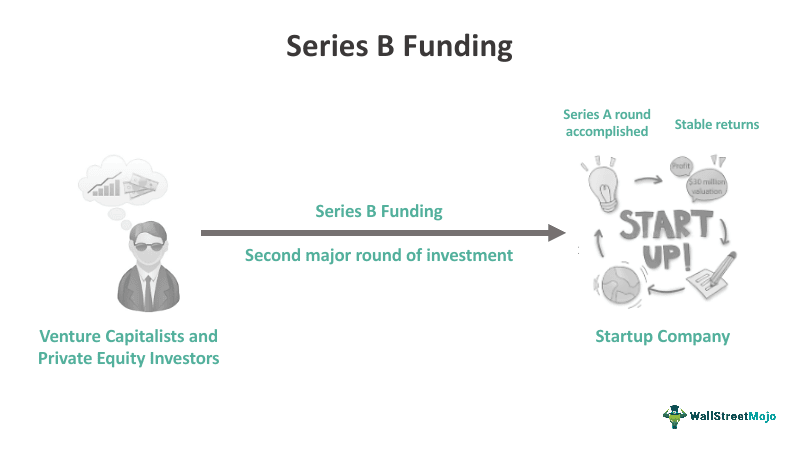 Series B Funding
Series A round
accomplished
Stable returns
Profit
$30 million
valuation
START
UP!
Series B Funding
Second major round of investment
:
Venture Capitalists and
Private Equity Investors
Startup Company
WallStreetMojo